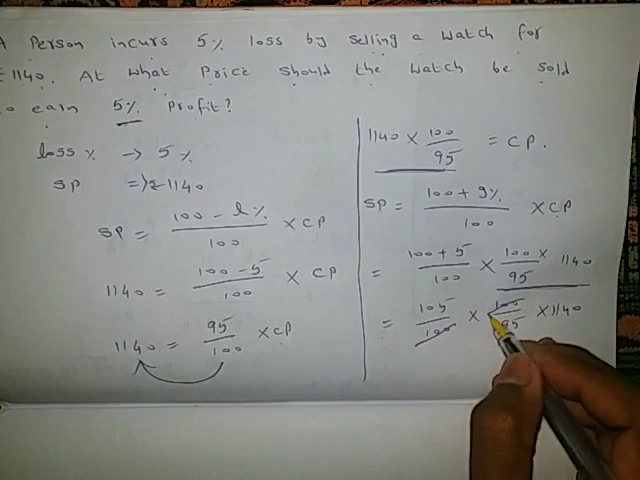 A Person incurs 5% loss by selling a watch for
₹ 1140. At what Price should the watch be sold
to earn 5% Profit?
loss % → 5%
SP => ₹ 1140
SP = 100 - l% / 100 × CP
1140 = 100 - 5 / 100 × CP
1140 = 95 / 100 × CP
1140 × 100 / 95 = CP.
SP = 100 + g% / 100 × CP
= 100 + 5 / 100 × 100 / 95 × 1140
= 105 / 100 × 100 / 95 × 1140